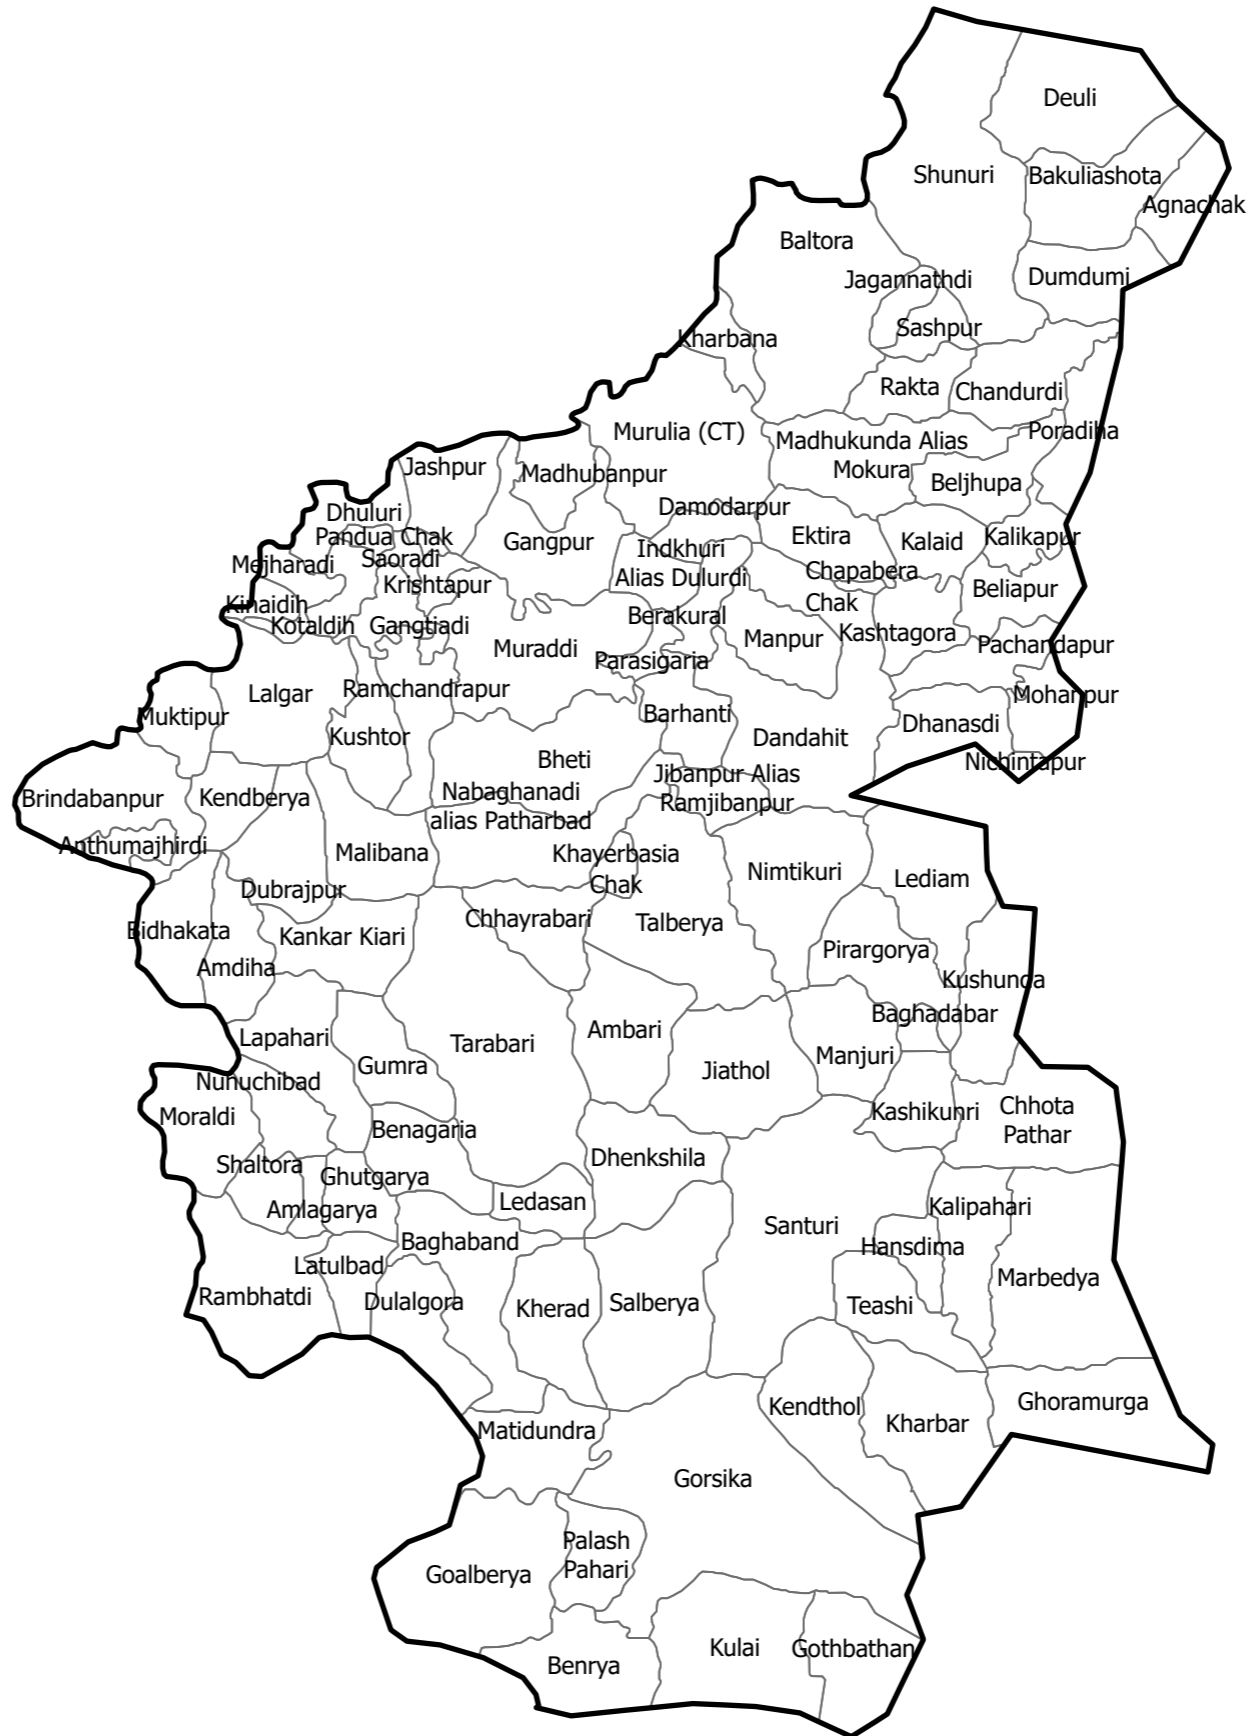 Deuli
Shunuri
Bakuliashota
Agnachak
Baltora
Jagannathdi
Dumdumi
Sashpur
Kharbana
Rakta
Chandurdi
Murulia (CT)
Madhukunda Alias
Mokura
Poradiha
Jashpur
Madhubanpur
Beljhupa
Dhuluri
Damodarpur
Pandua Chak
Gangpur
Ektira
Kalaid
Kalikapur
Indkhuri
Alias Dulurdi
Mejharadi
Saoradi
Krishtapur
Chapabera
Chak
Beliapur
Kinaidih
Kotaldih
Gangtiadi
Berakural
Manpur
Kashtagora
Muraddi
Parasigaria
Pachandapur
Lalgar
Ramchandrapur
Mohanpur
Muktipur
Kushtor
Barhanti
Dandahit
Dhanasdi
Bheti
Nichintapur
Jibanpur Alias
Ramjibanpur
Brindabanpur
Kendberya
Nabaghanadi
alias Patharbad
Anthumajhirdi
Malibana
Khayerbasia
Chak
Nimtikuri
Lediam
Dubrajpur
Chhayrabari
Talberya
Bidhakata
Kankar Kiari
Pirargorya
Amdiha
Kushunda
Baghadabar
Lapahari
Tarabari
Ambari
Manjuri
Gumra
Jiathol
Nunuchibad
Moraldi
Kashikunri
Chhota
Pathar
Benagaria
Shaltora
Dhenkshila
Ghutgarya
Ledasan
Amlagarya
Kalipahari
Santuri
Baghaband
Hansdima
Latulbad
Marbedya
Rambhatdi
Dulalgora
Kherad
Salberya
Teashi
Ghoramurga
Kendthol
Kharbar
Matidundra
Gorsika
Palash
Pahari
Goalberya
Kulai
Gothbathan
Benrya